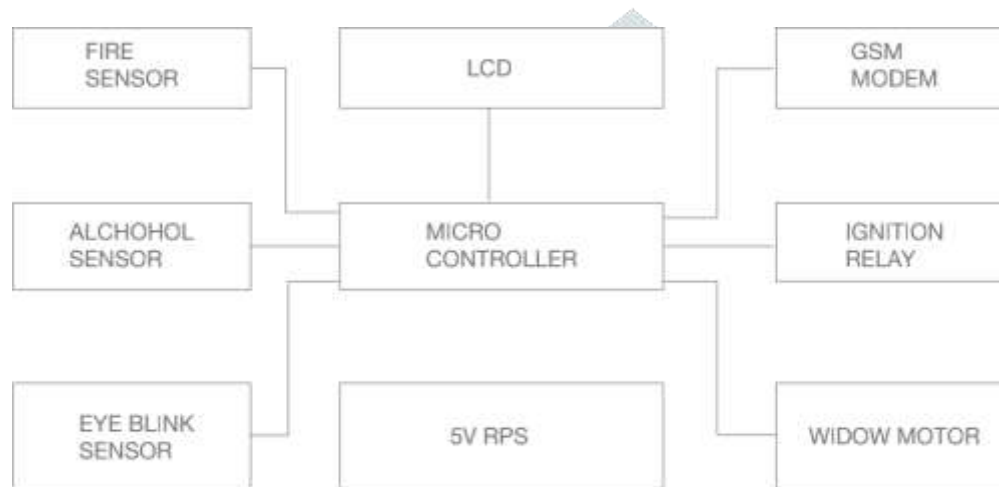 FIRE
SENSOR
LCD
GSM
MODEM
ALCHOHOL
SENSOR
MICRO
CONTROLLER
IGNITION
RELAY
EYE BLINK
SENSOR
5V RPS
WIDOW MOTOR